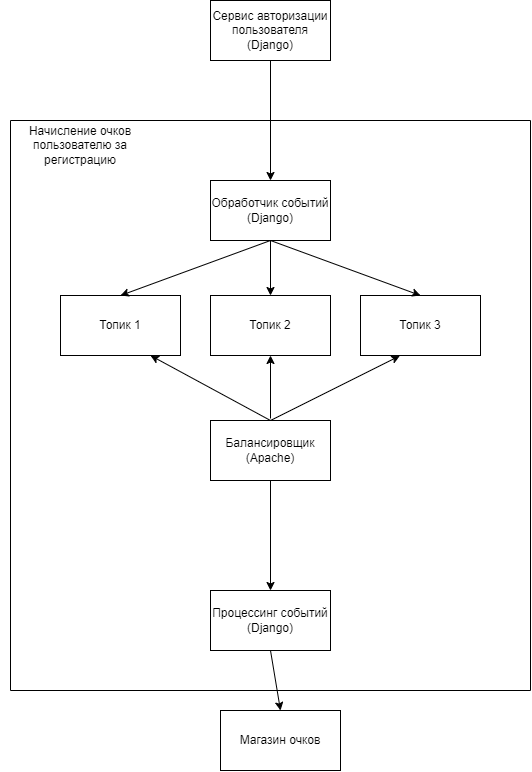 Сервис авторизации
пользователя
(Django)
Начисление очков
пользователю за
регистрацию
Обработчик событий
(Django)
Топик 1
Топик 2
Топик 3
Балансировщик
(Apache)
Процессинг событий
(Django)
Магазин очков